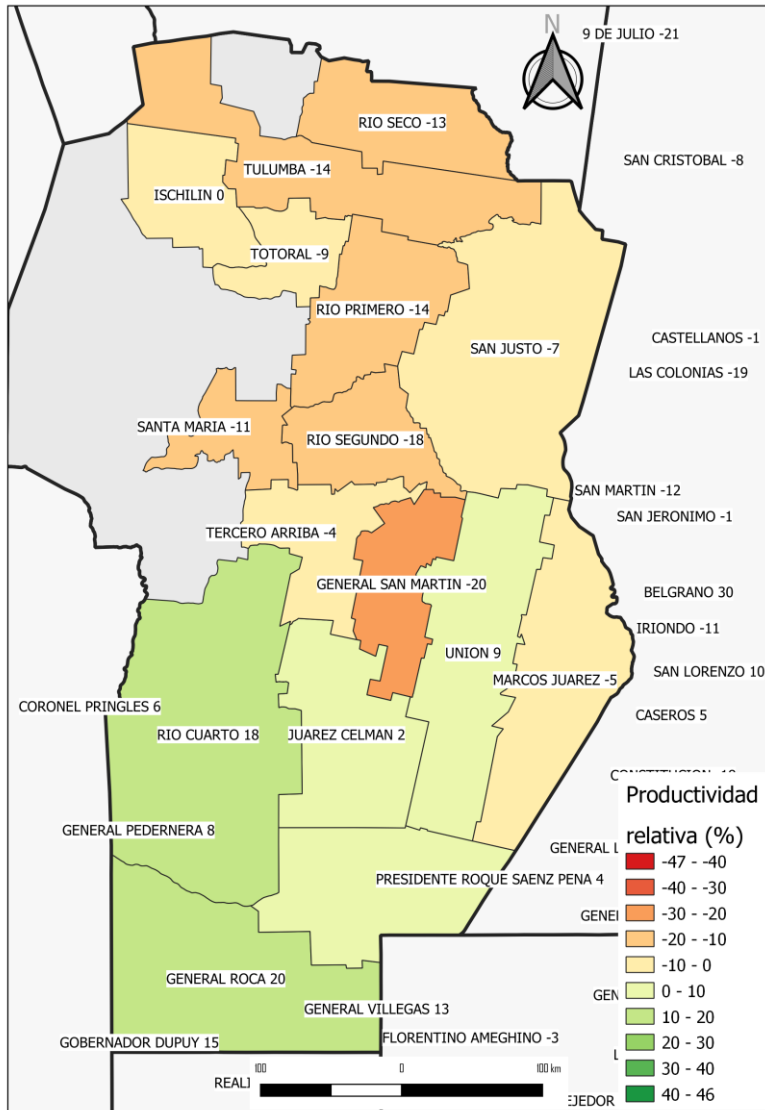 9 DE JULIO -21
RIO SECO -13
SAN CRISTOBAL -8
TULUMBA -14
ISCHILIN 0
TOTORAL -9
RIO PRIMERO -14
CASTELLANOS -1
SAN JUSTO -7
LAS COLONIAS -19
SANTA MARIA -11
RIO SEGUNDO -18
SAN MARTIN -12
SAN JERONIMO -1
TERCERO ARRIBA -4
GENERAL SAN MARTIN -20
BELGRANO 30
IRIONDO -11
UNION 9
SAN LORENZO 10
MARCOS JUAREZ -5
CORONEL PRINGLES 6
CASEROS 5
RIO CUARTO 18
JUAREZ CELMAN 2
GENERAL PEDERNERA 8
GENERAL L
PRESIDENTE ROQUE SAENZ PENA 4
GENERAL ROCA 20
GENERAL VILLEGAS 13
GOBERNADOR DUPUY 15
FLORENTINO AMEGHINO -3
REALI
EJEDOR
100
0
100 km
Productividad
relativa (%)
-47 - -40
-40 - -30
-30 - -20
-20 - -10
-10 - 0
0 - 10
10 - 20
20 - 30
30 - 40
40 - 46